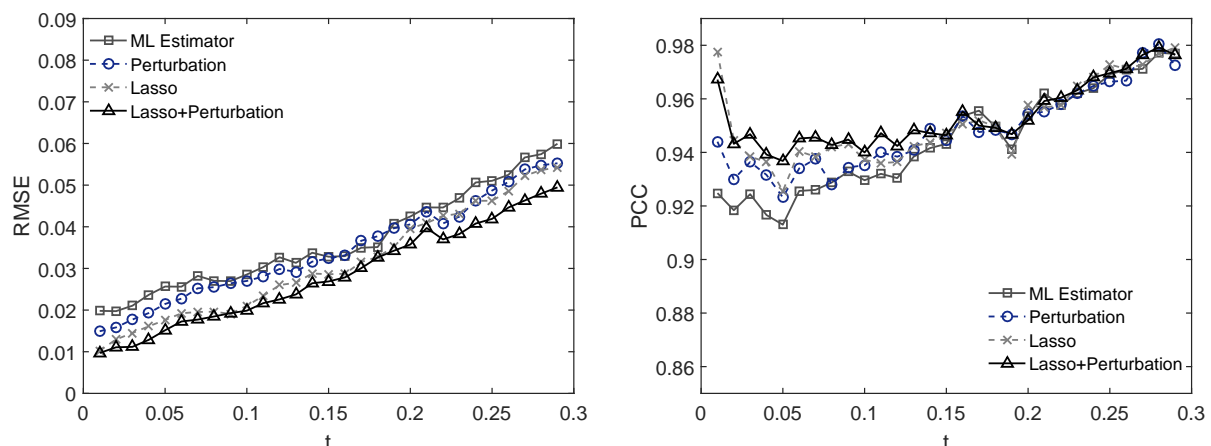 0.09
0.08
0.07
0.06
0.05
0.04
0.03
0.02
0.01
0
RMSE
ML Estimator
Perturbation
Lasso
Lasso+Perturbation
0 0.05 0.1 0.15 0.2 0.25 0.3
t
0.98
0.96
0.94
0.92
0.9
0.88
0.86
PCC
ML Estimator
Perturbation
Lasso
Lasso+Perturbation
0 0.05 0.1 0.15 0.2 0.25 0.3
t